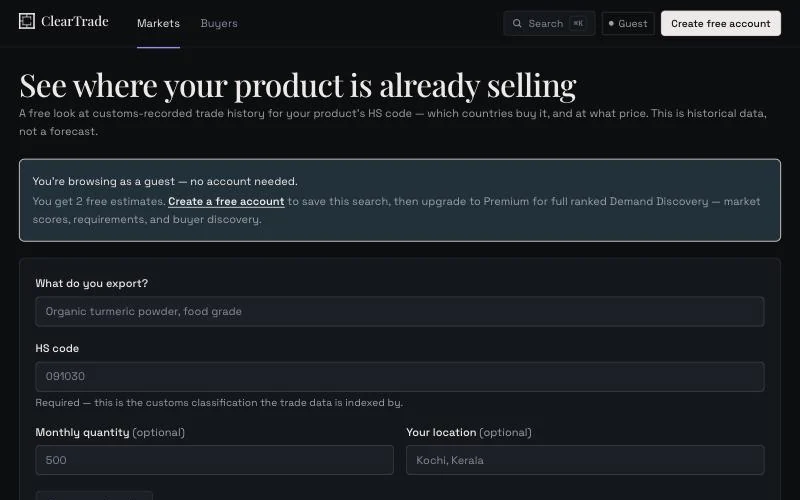 ClearTrade
Markets
Buyers
Search ⌘K
Guest
Create free account
See where your product is already selling
A free look at customs-recorded trade history for your product's HS code — which countries buy it, and at what price. This is historical data,
not a forecast.
You're browsing as a guest — no account needed.
You get 2 free estimates. Create a free account to save this search, then upgrade to Premium for full ranked Demand Discovery — market
scores, requirements, and buyer discovery.
What do you export?
Organic turmeric powder, food grade
HS code
091030
Required — this is the customs classification the trade data is indexed by.
Monthly quantity (optional)
Your location (optional)
500
Kochi, Kerala